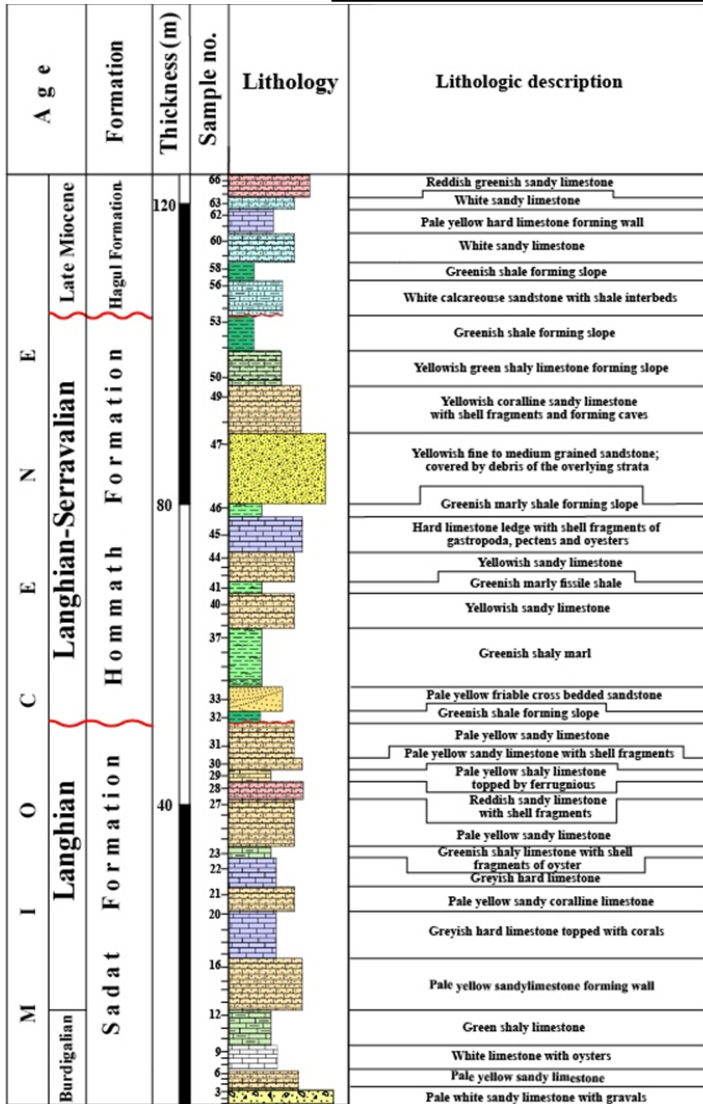 Age
Formation
Thickness (m)
Sample no.
Lithology
Lithologic description
MIOCENE
Late Miocene
Langhian-Serravalian
Langhian
Burdigalian
Hagul Formation
Hommath Formation
Sadat Formation
120
80
40
66
63
62
60
58
56
53
50
49
47
46
45
44
41
40
37
33
32
31
30
29
28
27
23
22
21
20
16
12
9
6
3
Reddish greenish sandy limestone
White sandy limestone
Pale yellow hard limestone forming wall
White sandy limestone
Greenish shale forming slope
White calcareouse sandstone with shale interbeds
Greenish shale forming slope
Yellowish green shaly limestone forming slope
Yellowish coralline sandy limestone
with shell fragments and forming caves
Yellowish fine to medium grained sandstone;
covered by debris of the overlying strata
Greenish marly shale forming slope
Hard limestone ledge with shell fragments of
gastropoda, pectens and oyesters
Yellowish sandy limestone
Greenish marly fissile shale
Yellowish sandy limestone
Greenish shaly marl
Pale yellow friable cross bedded sandstone
Greenish shale forming slope
Pale yellow sandy limestone
Pale yellow sandy limestone with shell fragments
Pale yellow shaly limestone
topped by ferrugnious
Reddish sandy limestone
with shell fragments
Pale yellow sandy limestone
Greenish shaly limestone with shell
fragments of oyster
Greyish hard limestone
Pale yellow sandy coralline limestone
Greyish hard limestone topped with corals
Pale yellow sandylimestone forming wall
Green shaly limestone
White limestone with oysters
Pale yellow sandy limestone
Pale white sandy limestone with gravals